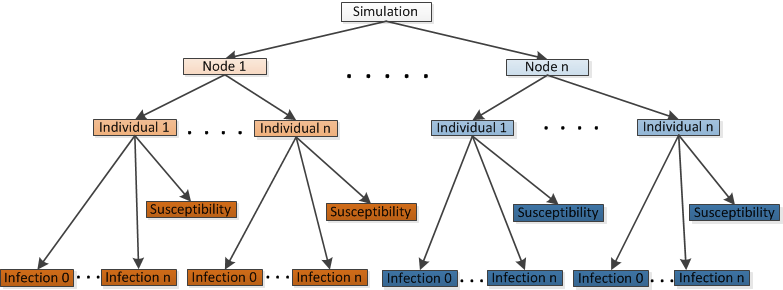 Simulation
Node 1
Node n
Individual 1
Individual n
Individual 1
Individual n
Susceptibility
Susceptibility
Susceptibility
Susceptibility
Infection 0
Infection n
Infection 0
Infection n
Infection 0
Infection n
Infection 0
Infection n